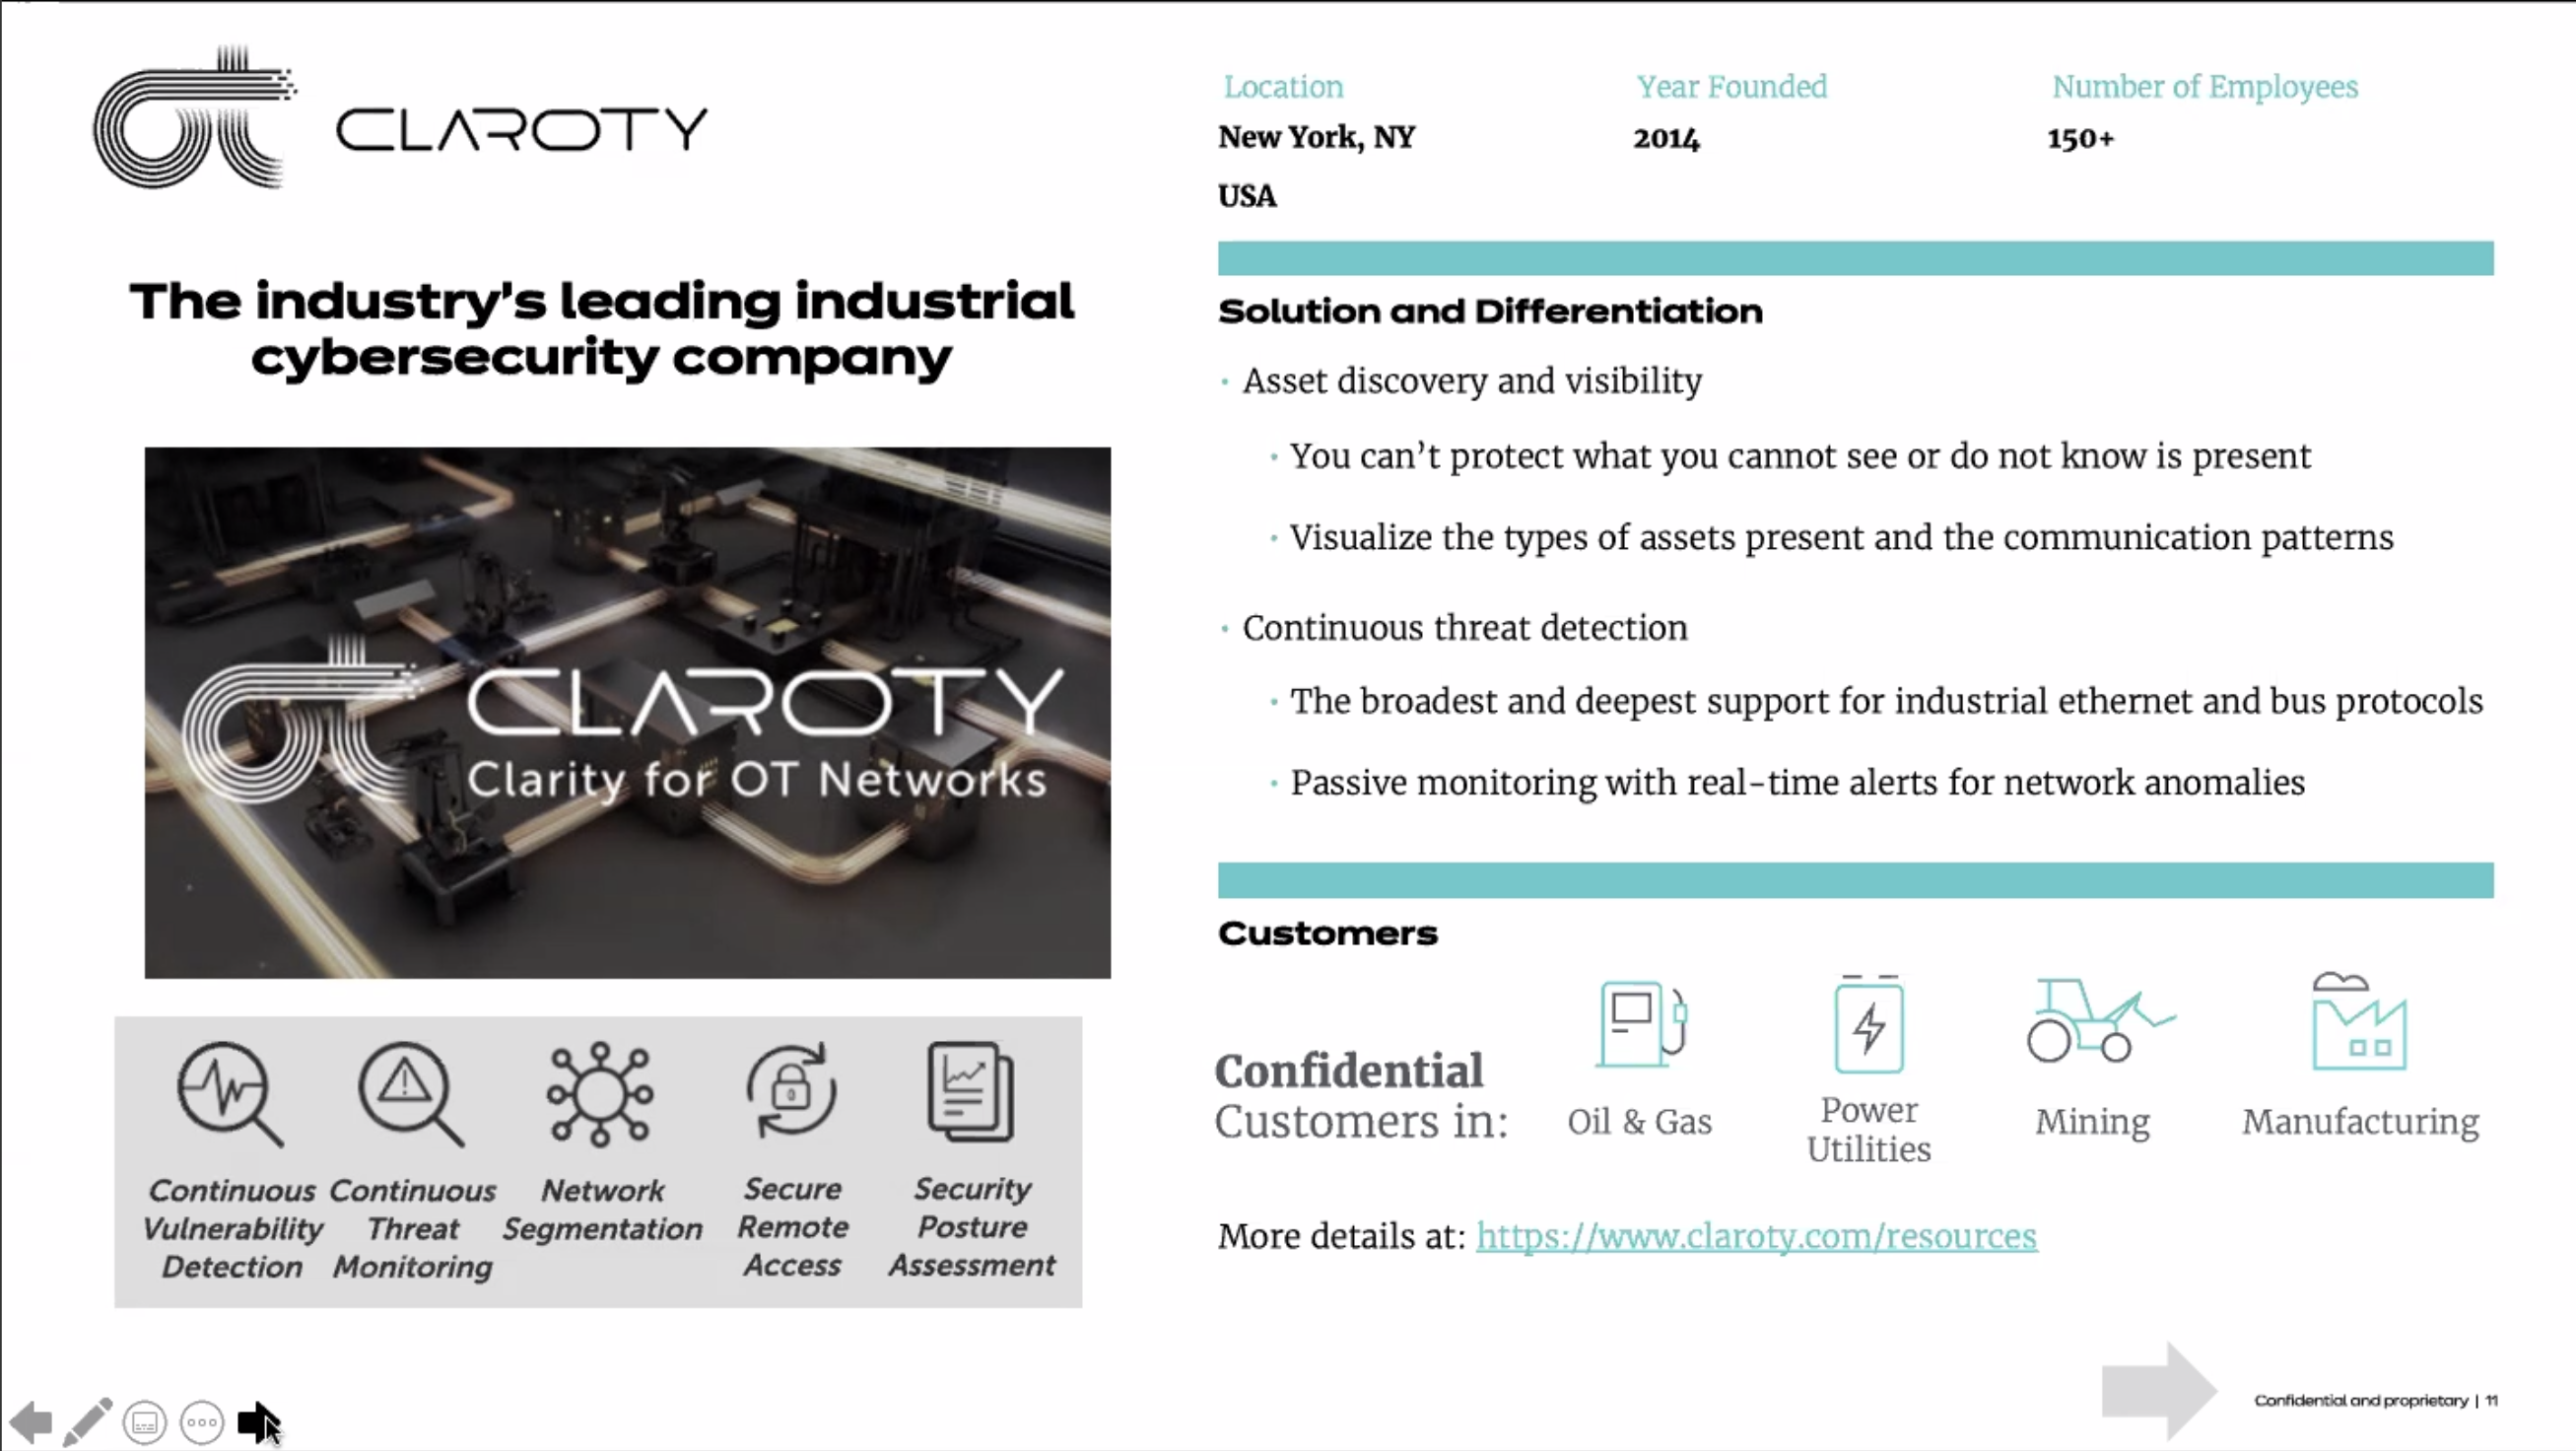 CLAROTY
The industry's leading industrial
cybersecurity company
CLAROTY
Clarity for OT Networks
Continuous
Vulnerability
Detection
Continuous
Threat
Monitoring
Network
Segmentation
Secure
Remote
Access
Security
Posture
Assessment
Location
New York, NY
USA
Year Founded
2014
Number of Employees
150+
Solution and Differentiation
• Asset discovery and visibility
• You can’t protect what you cannot see or do not know is present
• Visualize the types of assets present and the communication patterns
• Continuous threat detection
• The broadest and deepest support for industrial ethernet and bus protocols
• Passive monitoring with real-time alerts for network anomalies
Customers
Confidential
Customers in:
Oil & Gas
Power
Utilities
Mining
Manufacturing
More details at: https://www.claroty.com/resources
Confidential and proprietary | 11